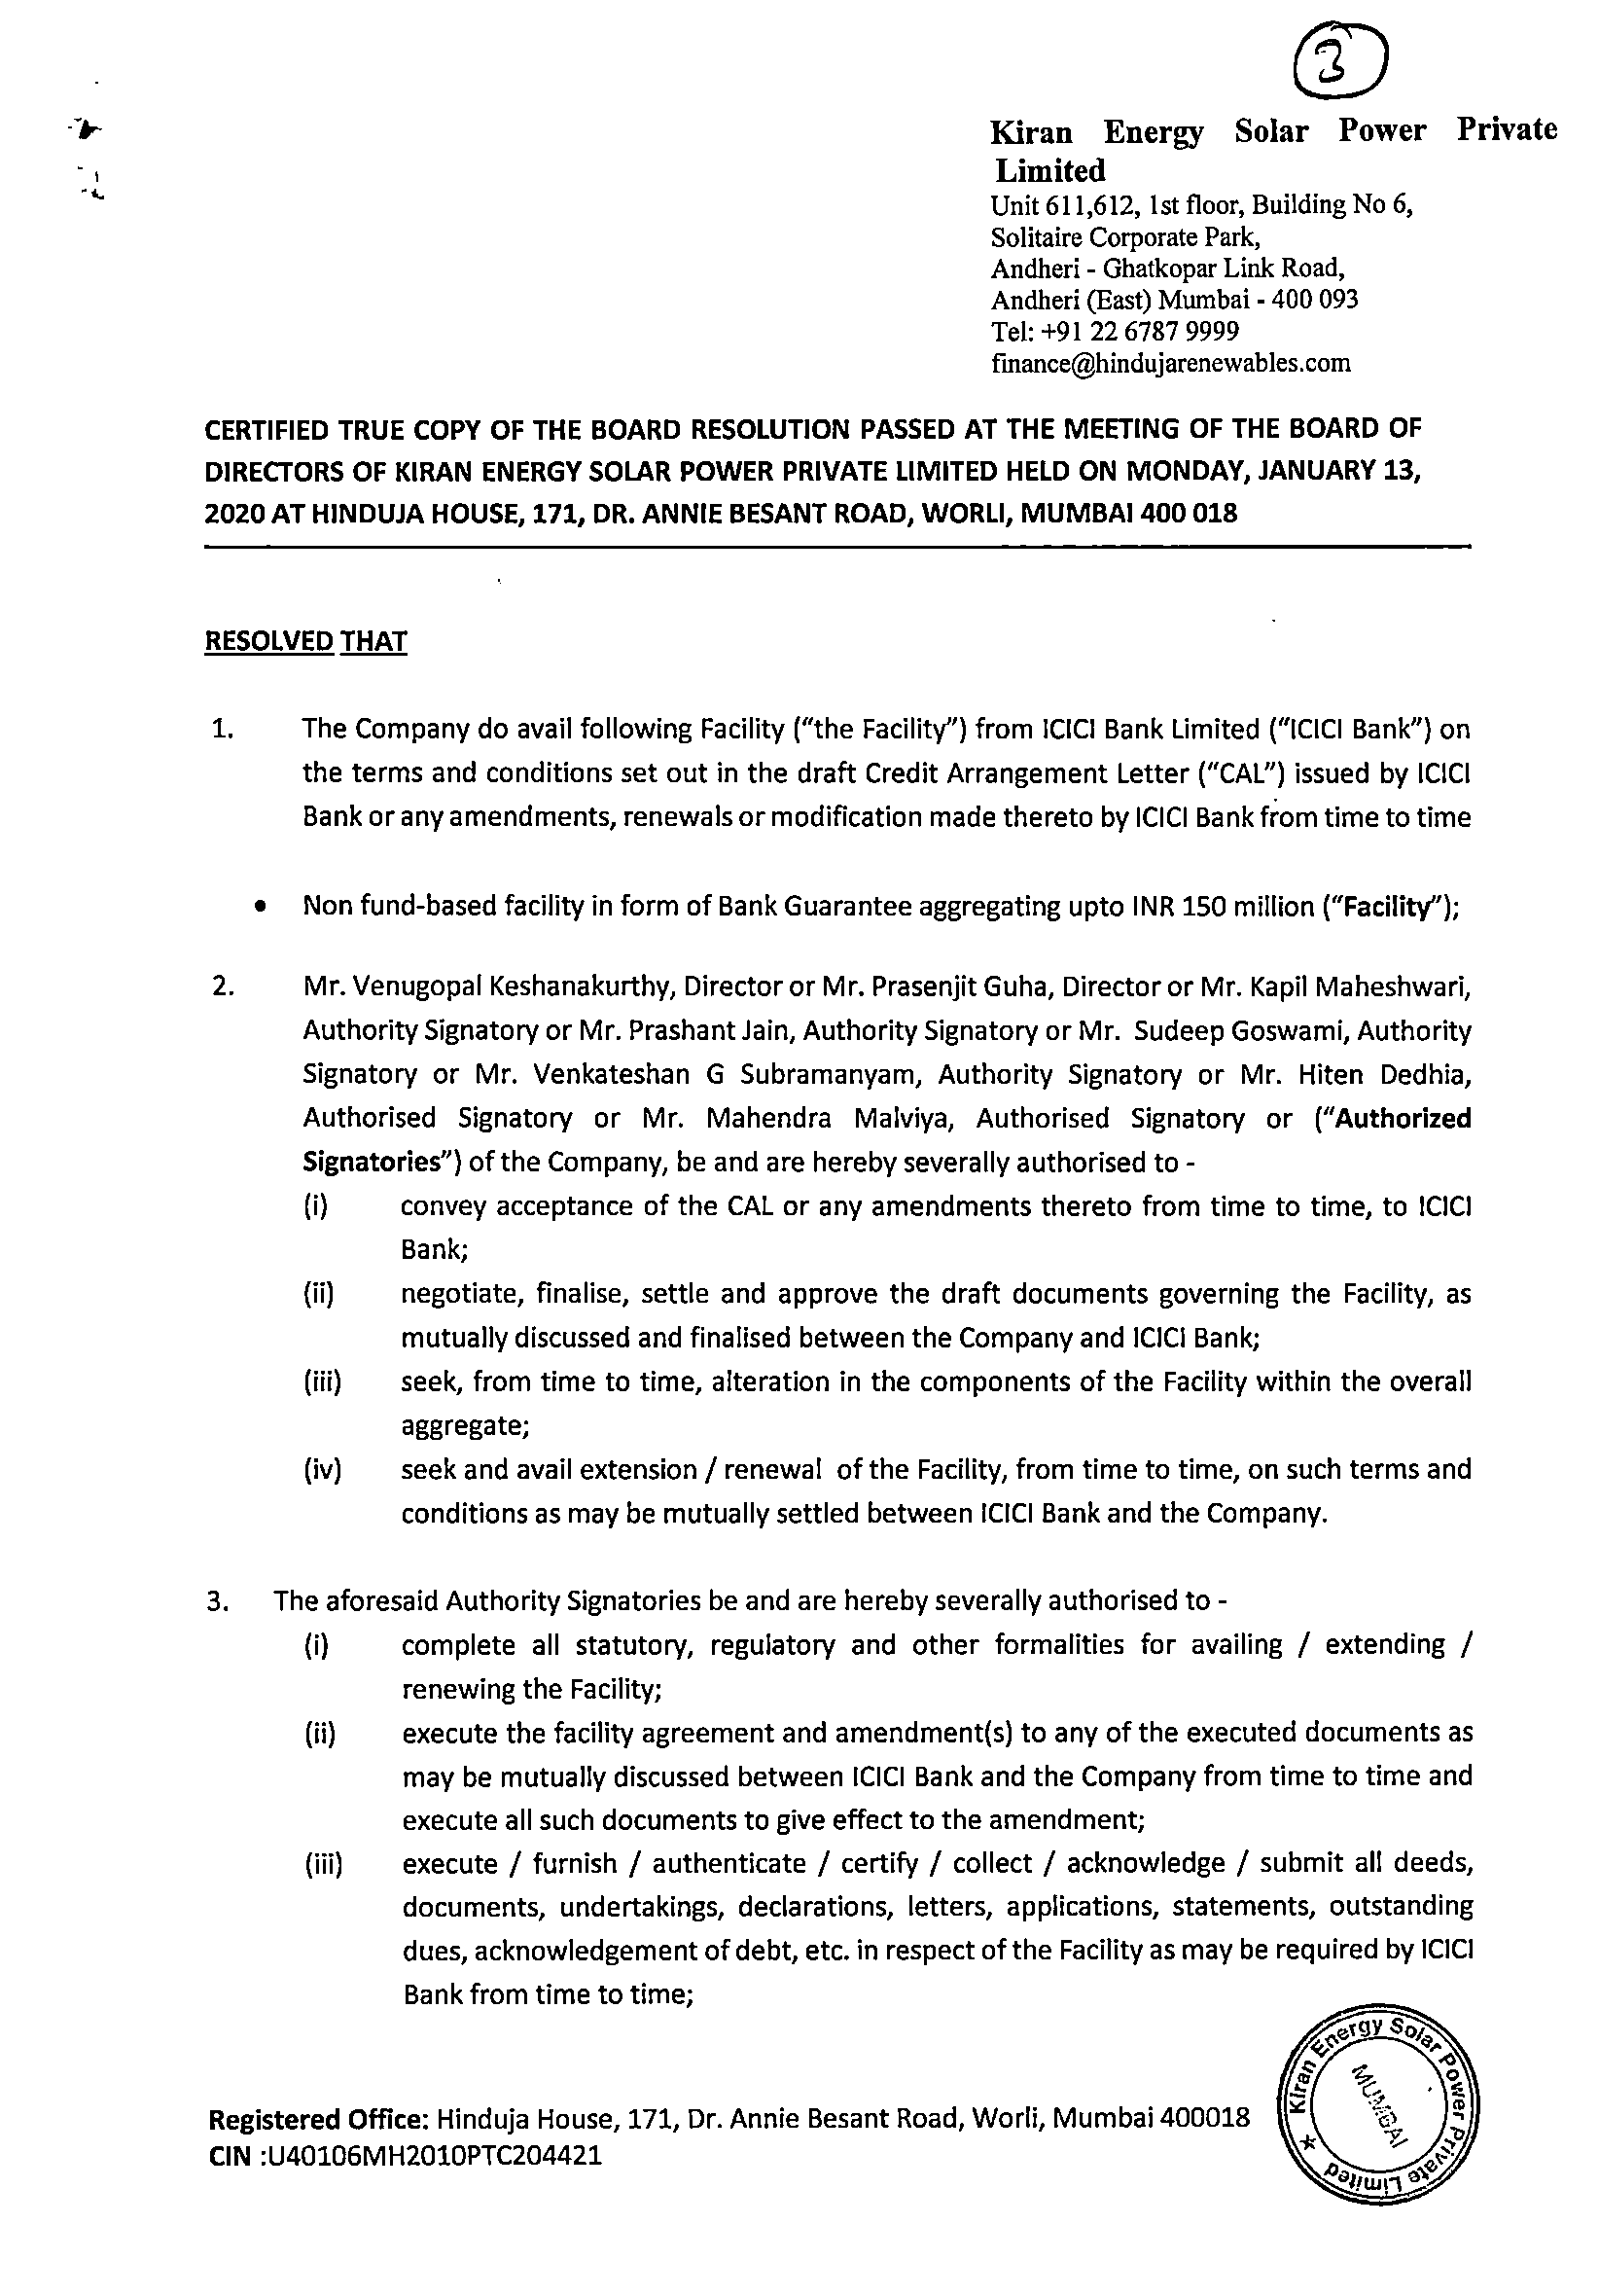 3
Kiran Energy Solar Power Private
Limited
Unit 611,612, 1st floor, Building No 6,
Solitaire Corporate Park,
Andheri - Ghatkopar Link Road,
Andheri (East) Mumbai - 400 093
Tel: +91 22 6787 9999
finance@hindujarenewables.com
CERTIFIED TRUE COPY OF THE BOARD RESOLUTION PASSED AT THE MEETING OF THE BOARD OF
DIRECTORS OF KIRAN ENERGY SOLAR POWER PRIVATE LIMITED HELD ON MONDAY, JANUARY 13,
2020 AT HINDUJA HOUSE, 171, DR. ANNIE BESANT ROAD, WORLI, MUMBAI 400 018
RESOLVED THAT
1. The Company do avail following Facility ("the Facility") from ICICI Bank Limited ("ICICI Bank") on
the terms and conditions set out in the draft Credit Arrangement Letter ("CAL") issued by ICICI
Bank or any amendments, renewals or modification made thereto by ICICI Bank from time to time
• Non fund-based facility in form of Bank Guarantee aggregating upto INR 150 million ("Facility");
2. Mr. Venugopal Keshanakurthy, Director or Mr. Prasenjit Guha, Director or Mr. Kapil Maheshwari,
Authority Signatory or Mr. Prashant Jain, Authority Signatory or Mr. Sudeep Goswami, Authority
Signatory or Mr. Venkateshan G Subramanyam, Authority Signatory or Mr. Hiten Dedhia,
Authorised Signatory or Mr. Mahendra Malviya, Authorised Signatory or ("Authorized
Signatories") of the Company, be and are hereby severally authorised to -
(i) convey acceptance of the CAL or any amendments thereto from time to time, to ICICI
Bank;
(ii) negotiate, finalise, settle and approve the draft documents governing the Facility, as
mutually discussed and finalised between the Company and ICICI Bank;
(iii) seek, from time to time, alteration in the components of the Facility within the overall
aggregate;
(iv) seek and avail extension / renewal of the Facility, from time to time, on such terms and
conditions as may be mutually settled between ICICI Bank and the Company.
3. The aforesaid Authority Signatories be and are hereby severally authorised to -
(i) complete all statutory, regulatory and other formalities for availing / extending /
renewing the Facility;
(ii) execute the facility agreement and amendment(s) to any of the executed documents as
may be mutually discussed between ICICI Bank and the Company from time to time and
execute all such documents to give effect to the amendment;
(iii) execute / furnish / authenticate / certify / collect / acknowledge / submit all deeds,
documents, undertakings, declarations, letters, applications, statements, outstanding
dues, acknowledgement of debt, etc. in respect of the Facility as may be required by ICICI
Bank from time to time;
Kiran Energy Solar Power Private Limited
MUMBAI
Registered Office: Hinduja House, 171, Dr. Annie Besant Road, Worli, Mumbai 400018
CIN :U40106MH2010PTC204421